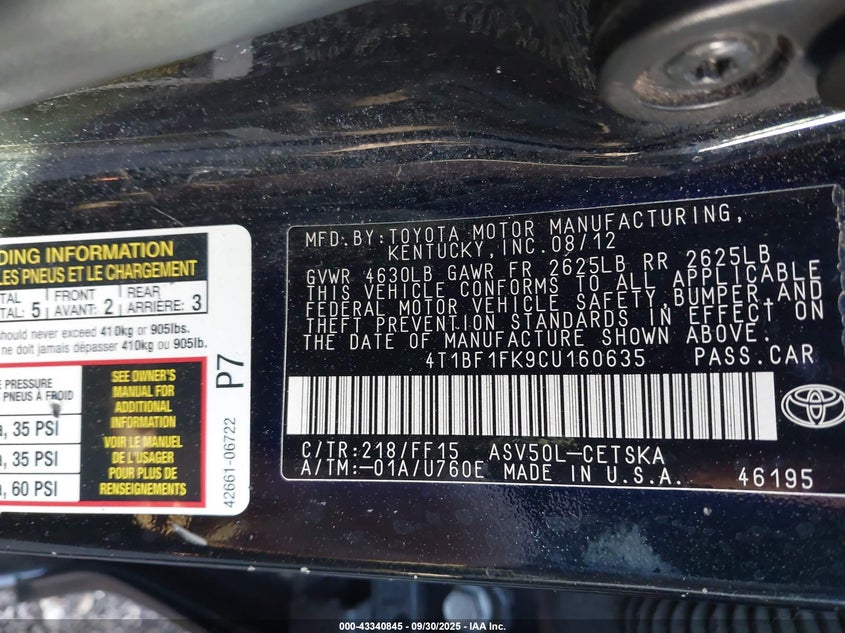 DING INFORMATION
LES PNEUS ET LE CHARGEMENT
TAL
TAL: 5
FRONT
AVANT: 2
REAR
ARRIÈRE: 3
should never exceed 410kg or 905lbs.
ne doit jamais dépasser 410kg ou 905lb.
PRESSURE
PNEUS À FROID
, 35 PSI
, 35 PSI
, 60 PSI
SEE OWNER'S
MANUAL FOR
ADDITIONAL
INFORMATION
VOIR LE MANUEL
DE L'USAGER
POUR PLUS DE
RENSEIGNEMENTS
P7
42661-06722
MFD.BY:TOYOTA MOTOR MANUFACTURING,
KENTUCKY, INC. 08/12
GVWR 4630LB GAWR FR 2625LB RR 2625LB
THIS VEHICLE CONFORMS TO ALL APPLICABLE
FEDERAL MOTOR VEHICLE SAFETY,BUMPER,AND
THEFT PREVENTION STANDARDS IN EFFECT ON
THE DATE OF MANUFACTURE SHOWN ABOVE.
4T1BF1FK9CU160635 PASS.CAR
C/TR:218/FF15 ASV50L-CETSKA
A/TM:-01A/U760E MADE IN U.S.A. 46195
000-43340845 - 09/30/2025 - IAA Inc.